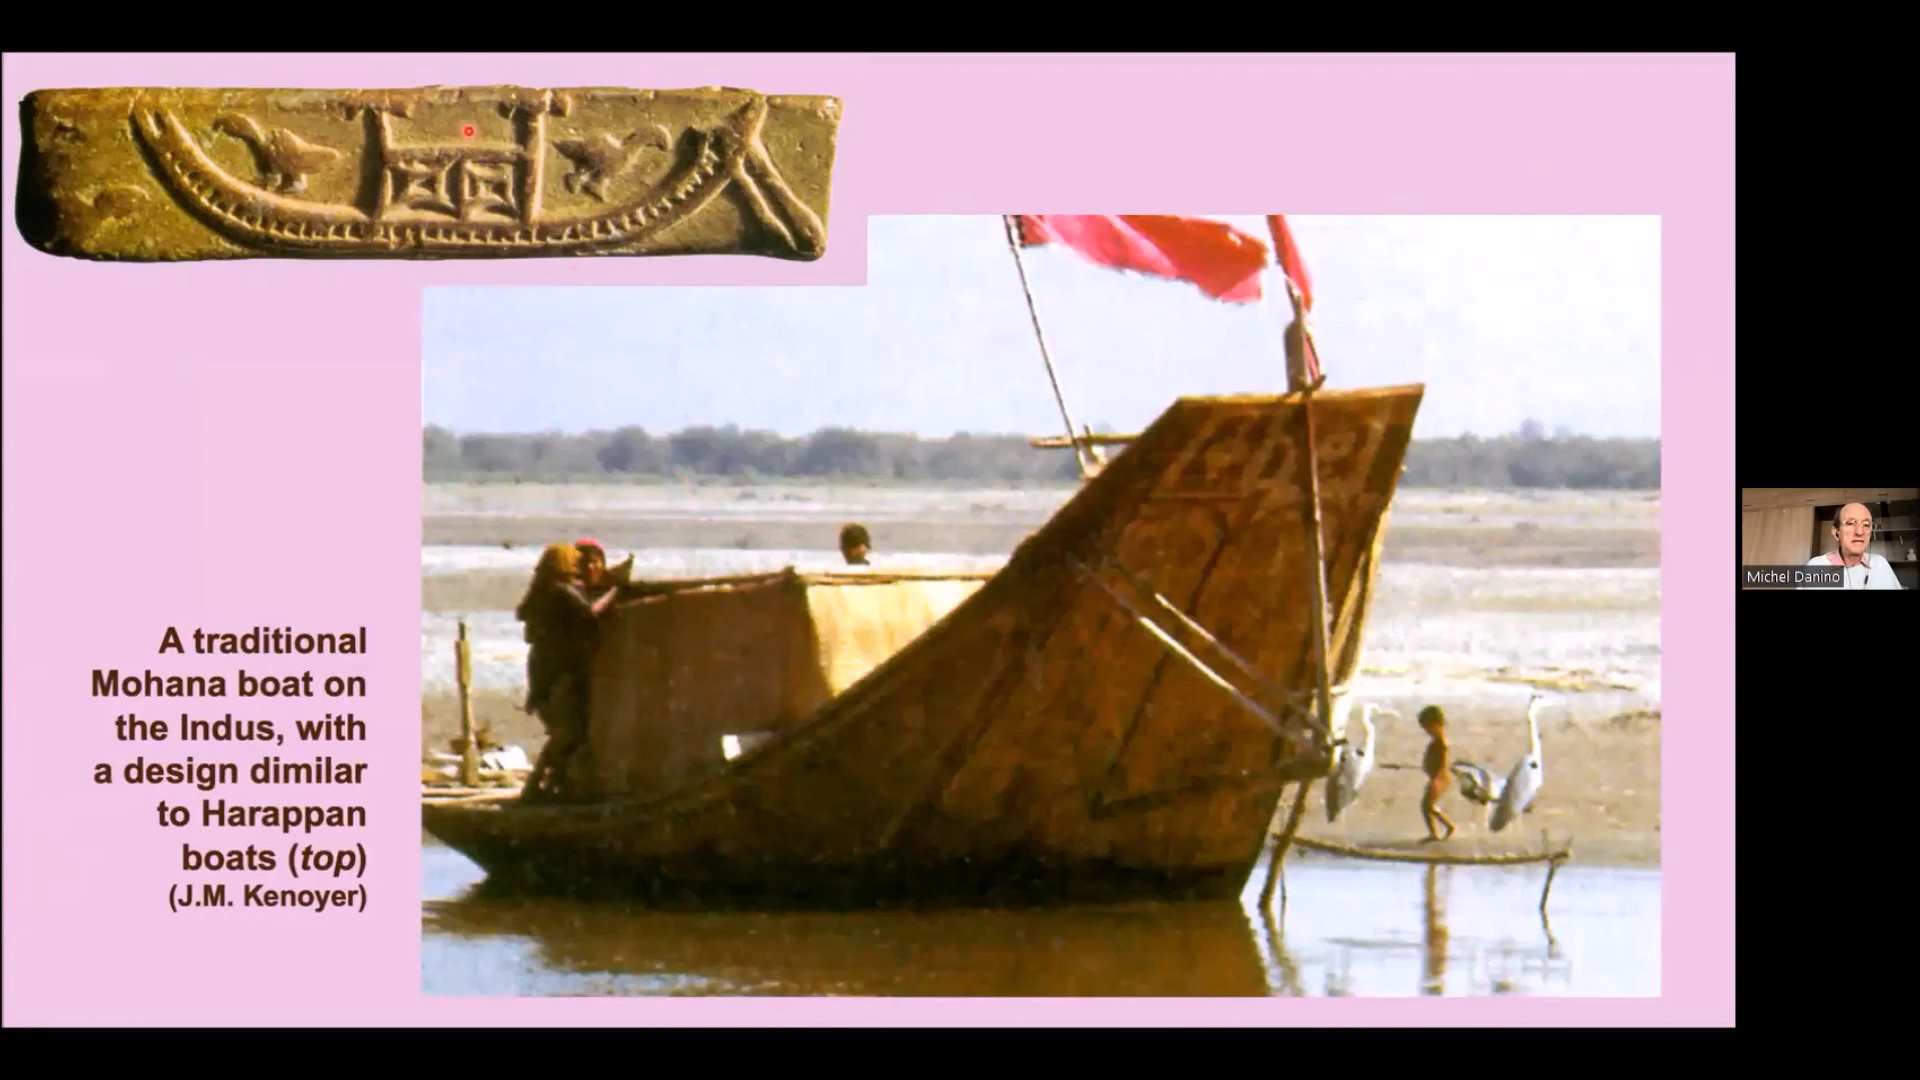 A traditional
Mohana boat on
the Indus, with
a design dimilar
to Harappan
boats (top)
(J.M. Kenoyer)
Michel Danino